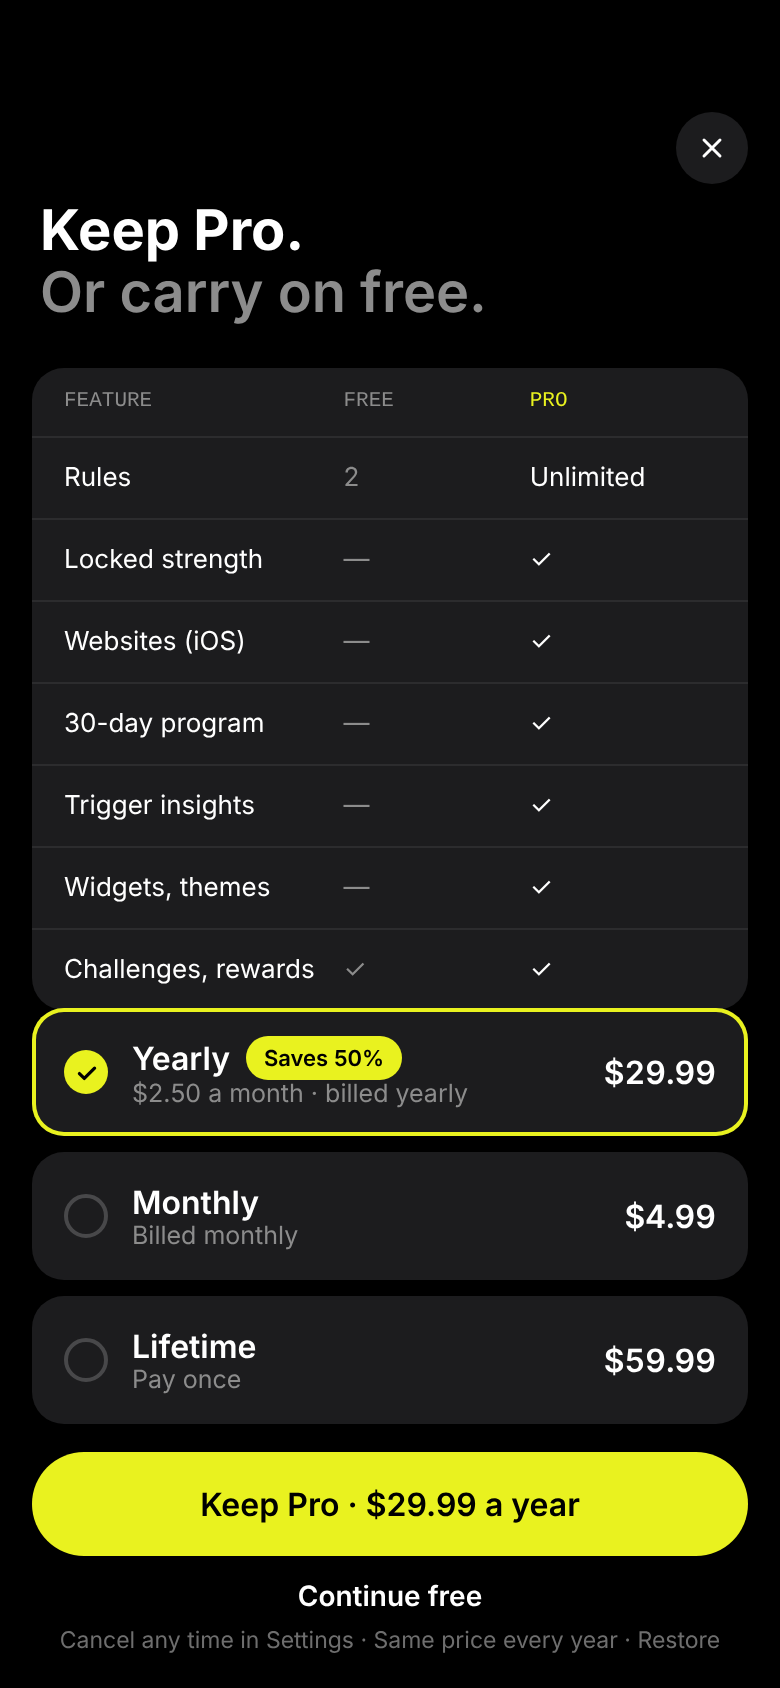 Keep Pro.
Or carry on free.
FEATURE FREE PRO
Rules 2 Unlimited
Locked strength — ✓
Websites (iOS) — ✓
30-day program — ✓
Trigger insights — ✓
Widgets, themes — ✓
Challenges, rewards ✓ ✓
Yearly Saves 50%
$2.50 a month · billed yearly
$29.99
Monthly
Billed monthly
$4.99
Lifetime
Pay once
$59.99
Keep Pro · $29.99 a year
Continue free
Cancel any time in Settings · Same price every year · Restore